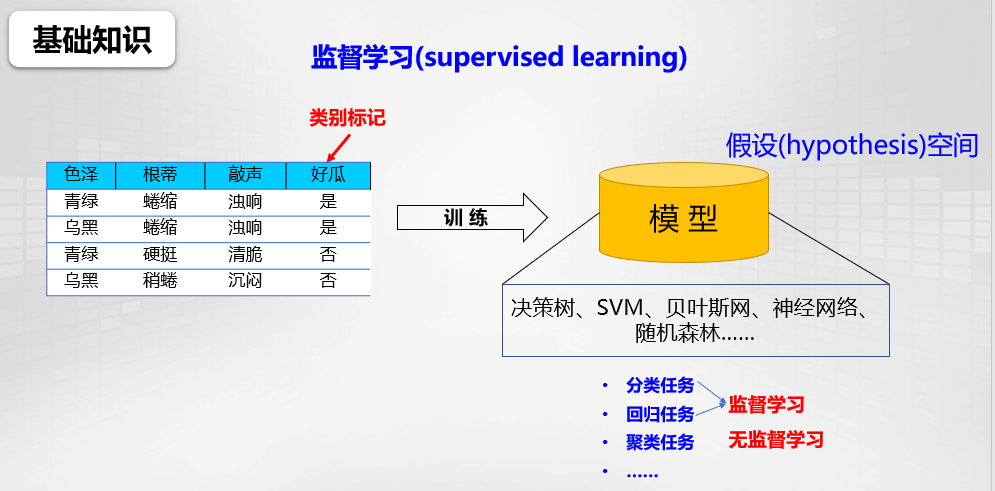 基础知识
监督学习(supervised learning)
类别标记
假设(hypothesis)空间
色泽 根蒂 敲声 好瓜
青绿 蜷缩 浊响 是
乌黑 蜷缩 浊响 是
青绿 硬挺 清脆 否
乌黑 稍蜷 沉闷 否
训 练
模 型
决策树、SVM、贝叶斯网、神经网络、
随机森林……
• 分类任务
• 回归任务
监督学习
• 聚类任务
无监督学习
• ……